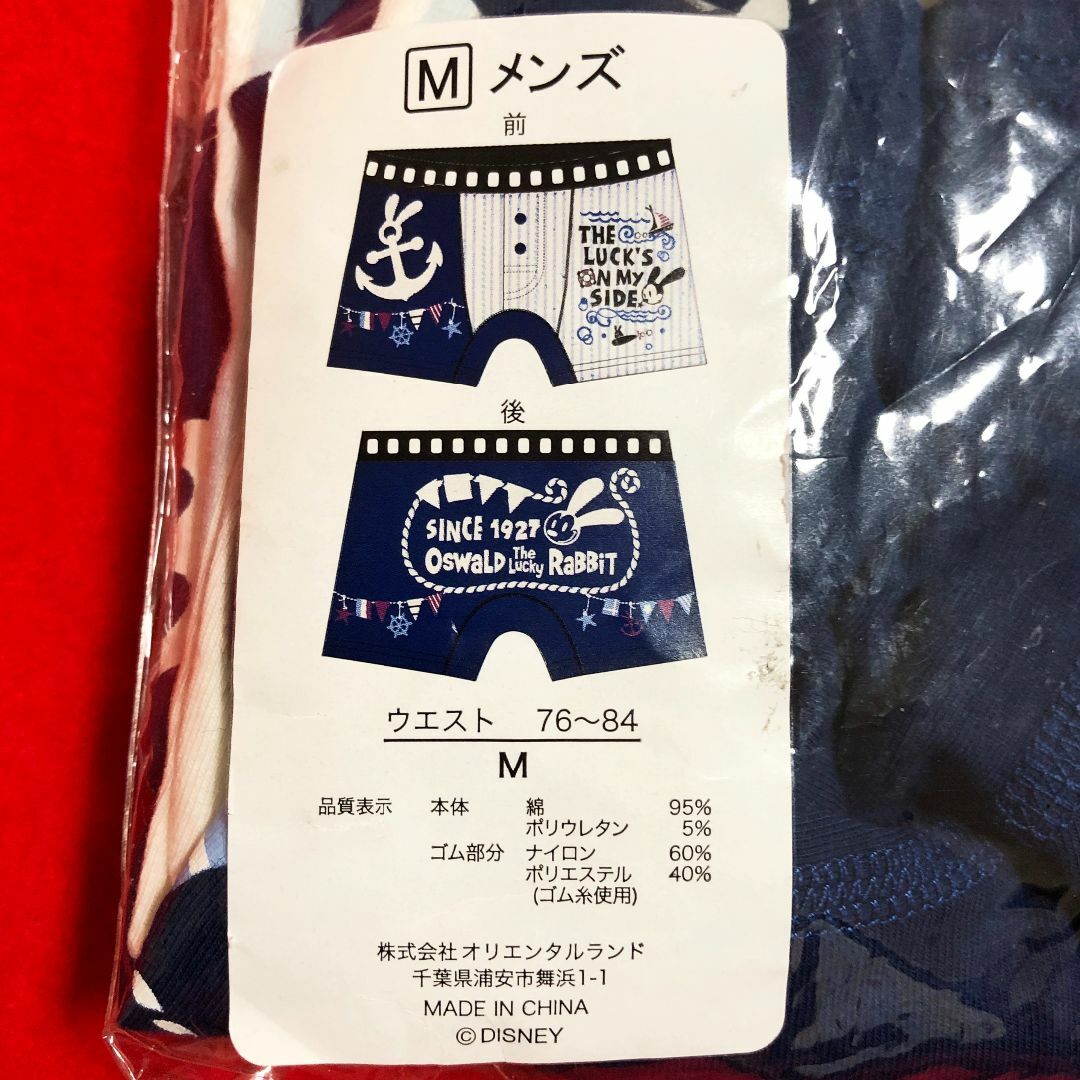 M メンズ
前
THE
LUCK'S
ON MY
SIDE
後
SINCE 1927
OSWALD The Lucky RABBIT
ウエスト 76〜84
M
品質表示 本体 綿 95%
ポリウレタン 5%
ゴム部分 ナイロン 60%
ポリエステル 40%
(ゴム糸使用)
株式会社オリエンタルランド
千葉県浦安市舞浜1-1
MADE IN CHINA
©DISNEY